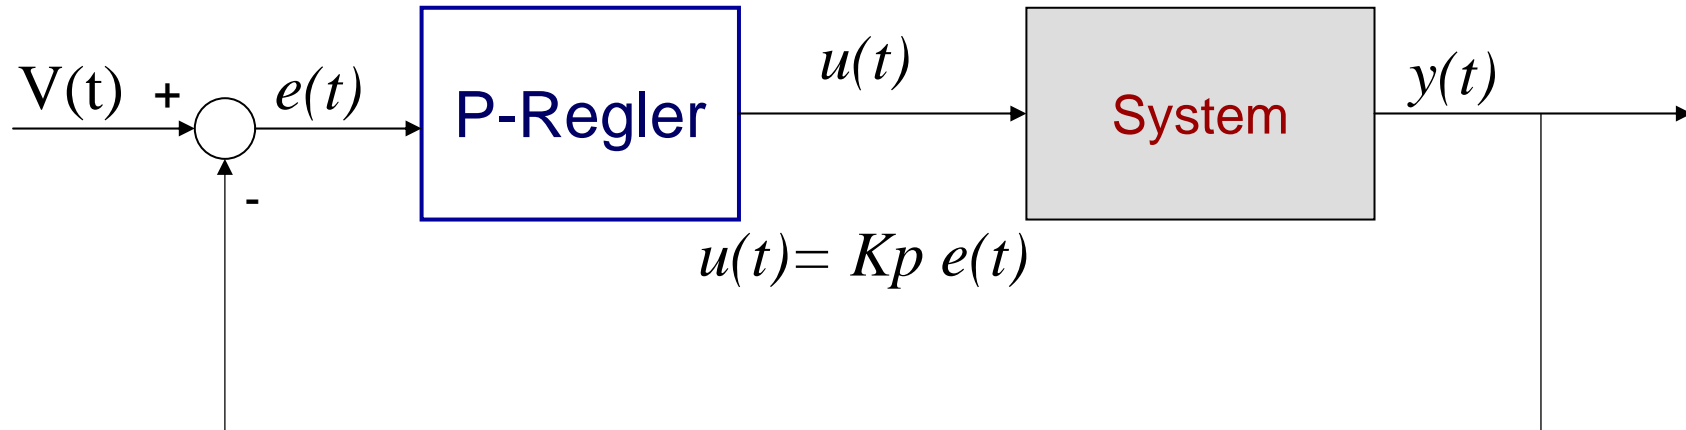 V(t) + e(t) P-Regler u(t) System y(t)
-
u(t)= Kp e(t)